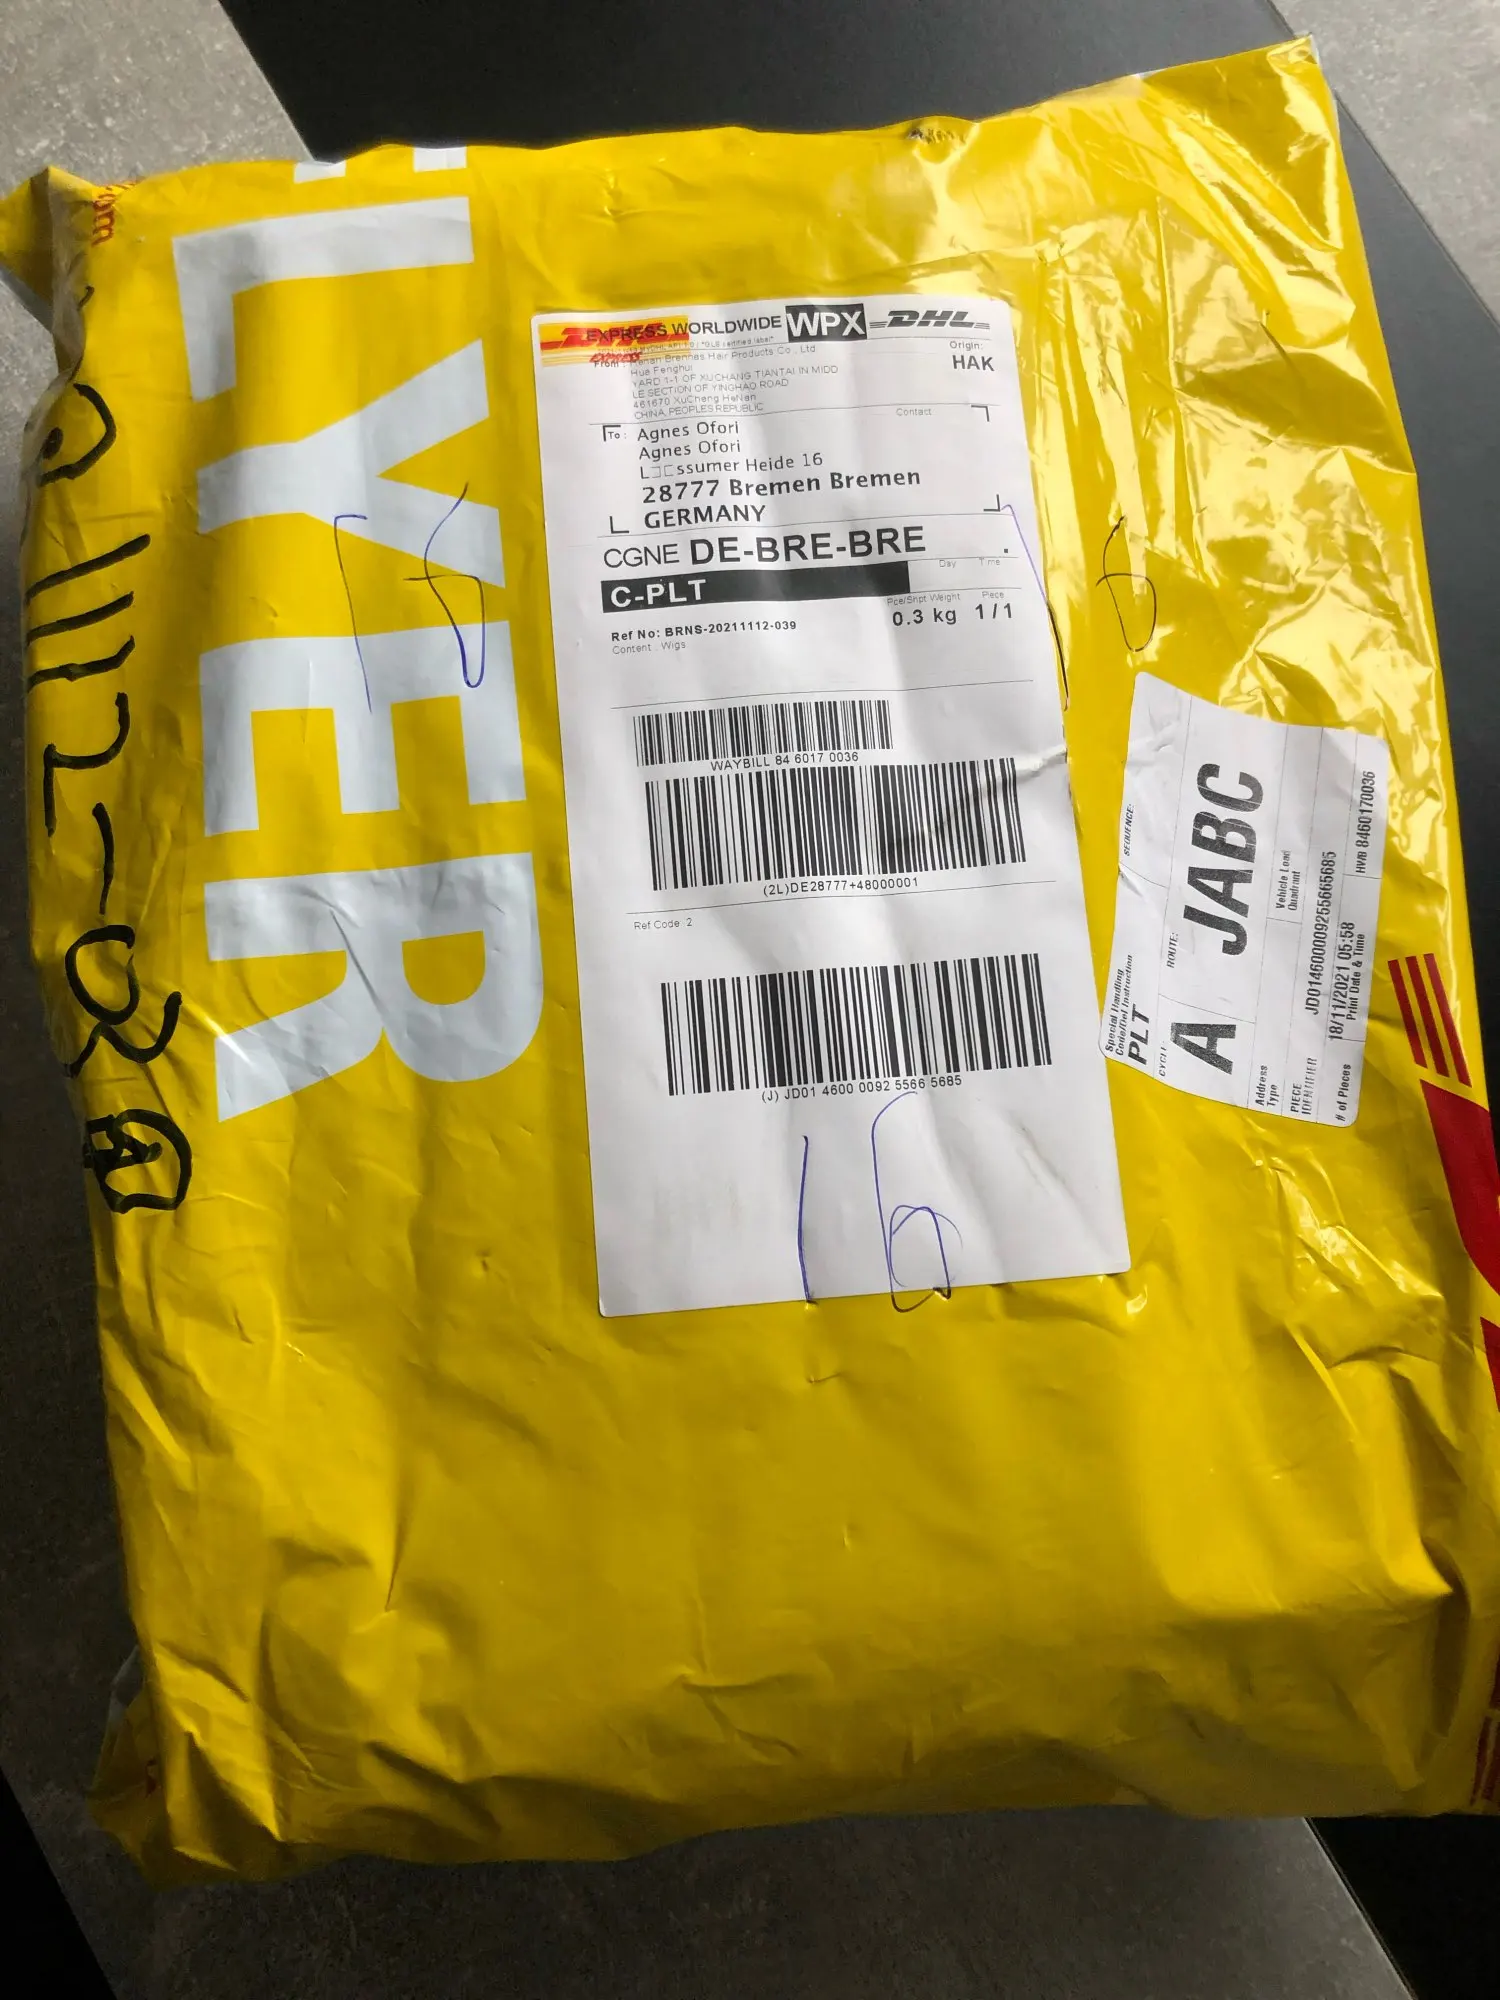 LYER
EXPRESS WORLDWIDE WPX DHL
EXPRESS
Origin:
HAK
From : Henan Brennas Hair Products Co., Ltd
Hua Fenghui
YARD 1-1 OF XUCHANG TIANTAI IN MIDD
LE SECTION OF YINGHAO ROAD
461670 XuCheng HeNan
CHINA, PEOPLES REPUBLIC
Contact
To : Agnes Ofori
Agnes Ofori
L□□ssumer Heide 16
28777 Bremen Bremen
GERMANY
CGNE DE-BRE-BRE
C-PLT
Day Time
Pce/Shpt Weight Piece
0.3 kg 1/1
Ref No: BRNS-20211112-039
Content : Wigs
WAYBILL 84 6017 0036
(2L)DE28777+48000001
Ref Code 2
(J) JD01 4600 0092 5566 5685
16
SEQUENCE:
Special Handling
Code/Del Instruction
PLT
ROUTE:
JABC
CYCLE:
A
Vehicle Load
Quadrant
Address
Type
PIECE
IDENTIFIER
JD014600009255665685
18/11/2021 05:58
Print Date & Time
# of Pieces
HWB 8460170036